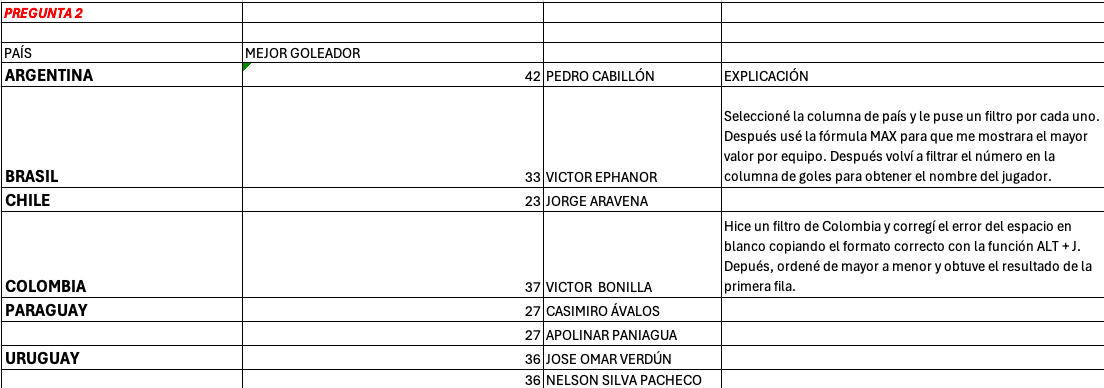 PREGUNTA 2
PAÍS MEJOR GOLEADOR
ARGENTINA 42 PEDRO CABILLÓN EXPLICACIÓN
Seleccioné la columna de país y le puse un filtro por cada uno.
Después usé la fórmula MAX para que me mostrara el mayor
valor por equipo. Después volví a filtrar el número en la
columna de goles para obtener el nombre del jugador.
BRASIL 33 VICTOR EPHANOR
CHILE 23 JORGE ARAVENA
Hice un filtro de Colombia y corregí el error del espacio en
blanco copiando el formato correcto con la función ALT + J.
Depués, ordené de mayor a menor y obtuve el resultado de la
primera fila.
COLOMBIA 37 VICTOR BONILLA
PARAGUAY 27 CASIMIRO ÁVALOS
27 APOLINAR PANIAGUA
URUGUAY 36 JOSE OMAR VERDÚN
36 NELSON SILVA PACHECO